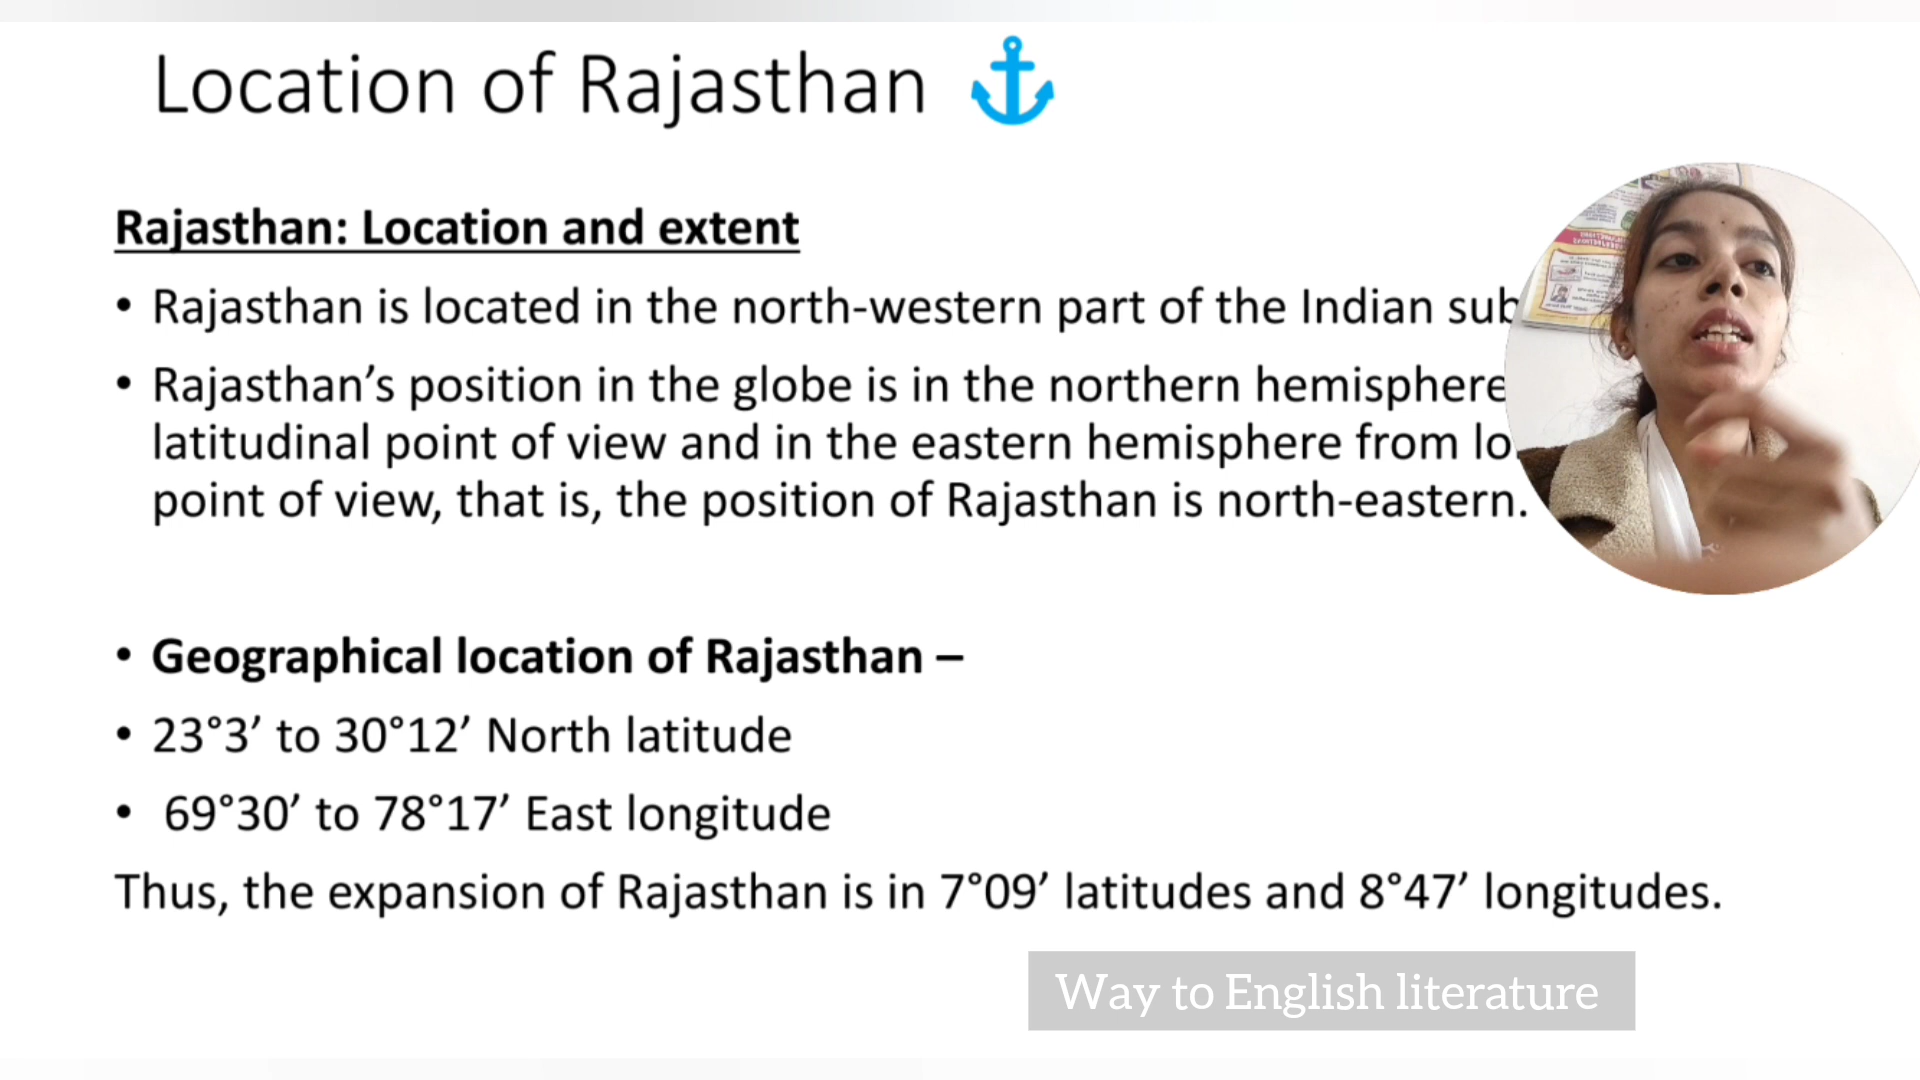 Location of Rajasthan
Rajasthan: Location and extent
• Rajasthan is located in the north-western part of the Indian sub
• Rajasthan’s position in the globe is in the northern hemisphere
latitudinal point of view and in the eastern hemisphere from lo
point of view, that is, the position of Rajasthan is north-eastern.
• Geographical location of Rajasthan –
• 23°3’ to 30°12’ North latitude
• 69°30’ to 78°17’ East longitude
Thus, the expansion of Rajasthan is in 7°09’ latitudes and 8°47’ longitudes.
Way to English literature